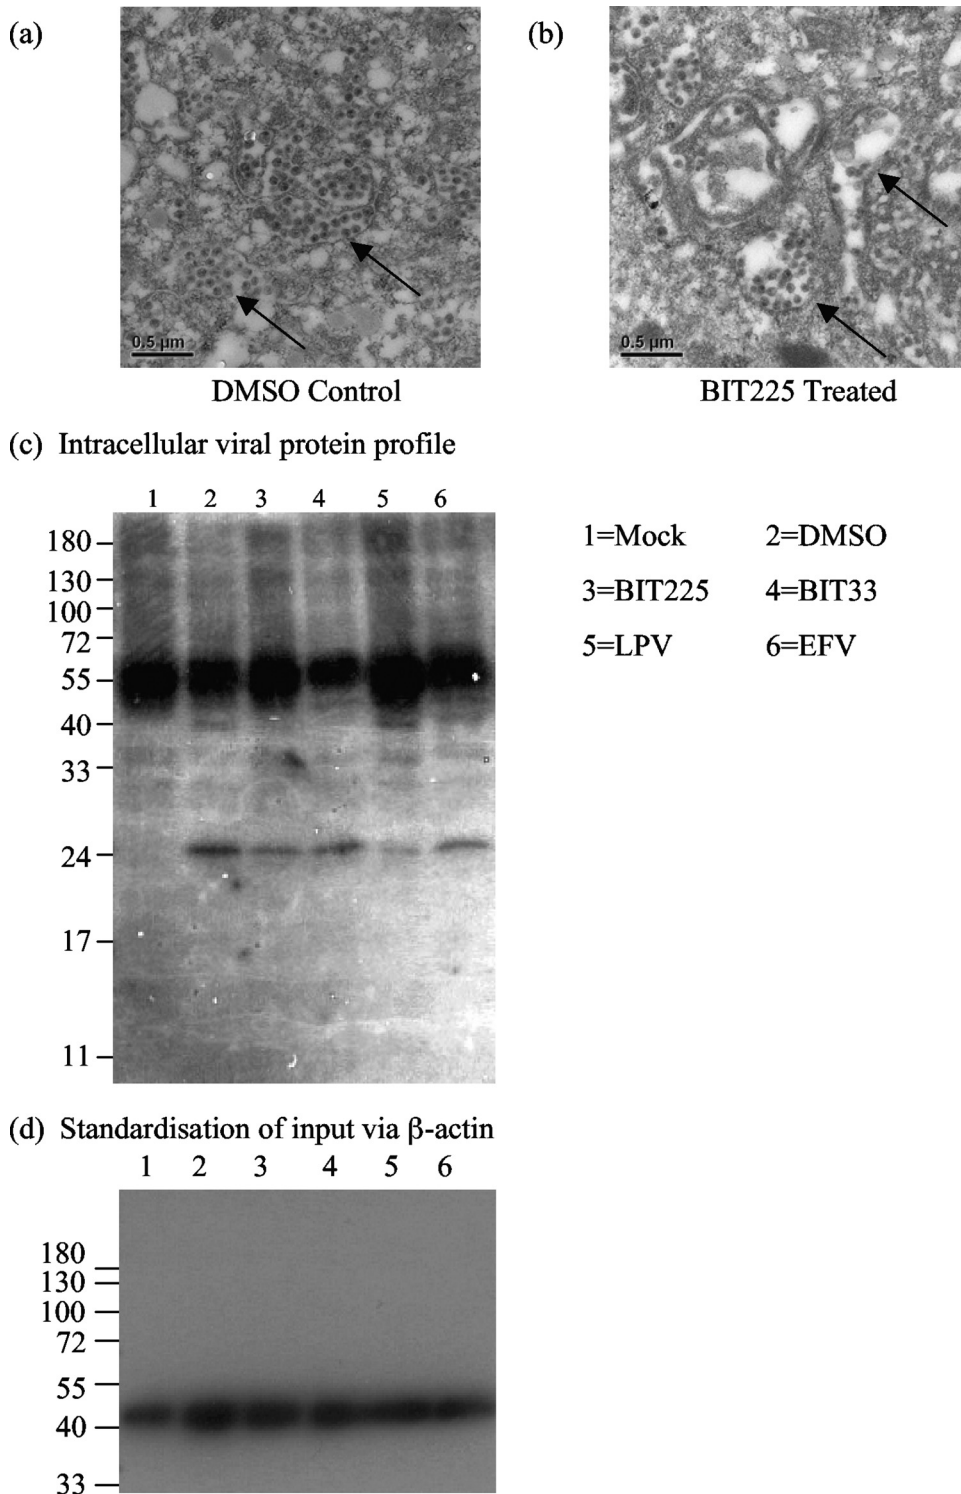 (a)
(b)
0.5 µm
0.5 µm
DMSO Control
BIT225 Treated
(c) Intracellular viral protein profile
1 2 3 4 5 6
180
130
100
72
55
40
33
24
17
11
1=Mock 2=DMSO
3=BIT225 4=BIT33
5=LPV 6=EFV
(d) Standardisation of input via β-actin
1 2 3 4 5 6
180
130
100
72
55
40
33